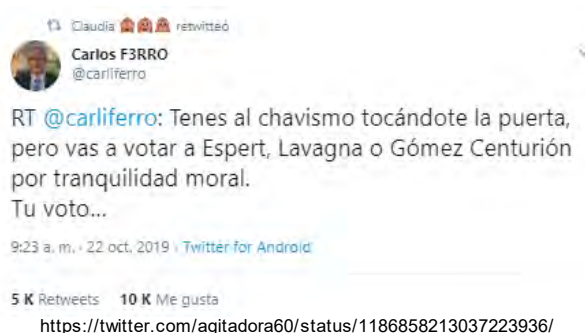 Claudia retwitteó
Carlos F3RRO
@carliferro
RT @carliferro: Tenes al chavismo tocándote la puerta,
pero vas a votar a Espert, Lavagna o Gómez Centurión
por tranquilidad moral.
Tu voto...
9:23 a. m. · 22 oct. 2019 · Twitter for Android
5 K Retweets 10 K Me gusta
https://twitter.com/agitadora60/status/1186858213037223936/